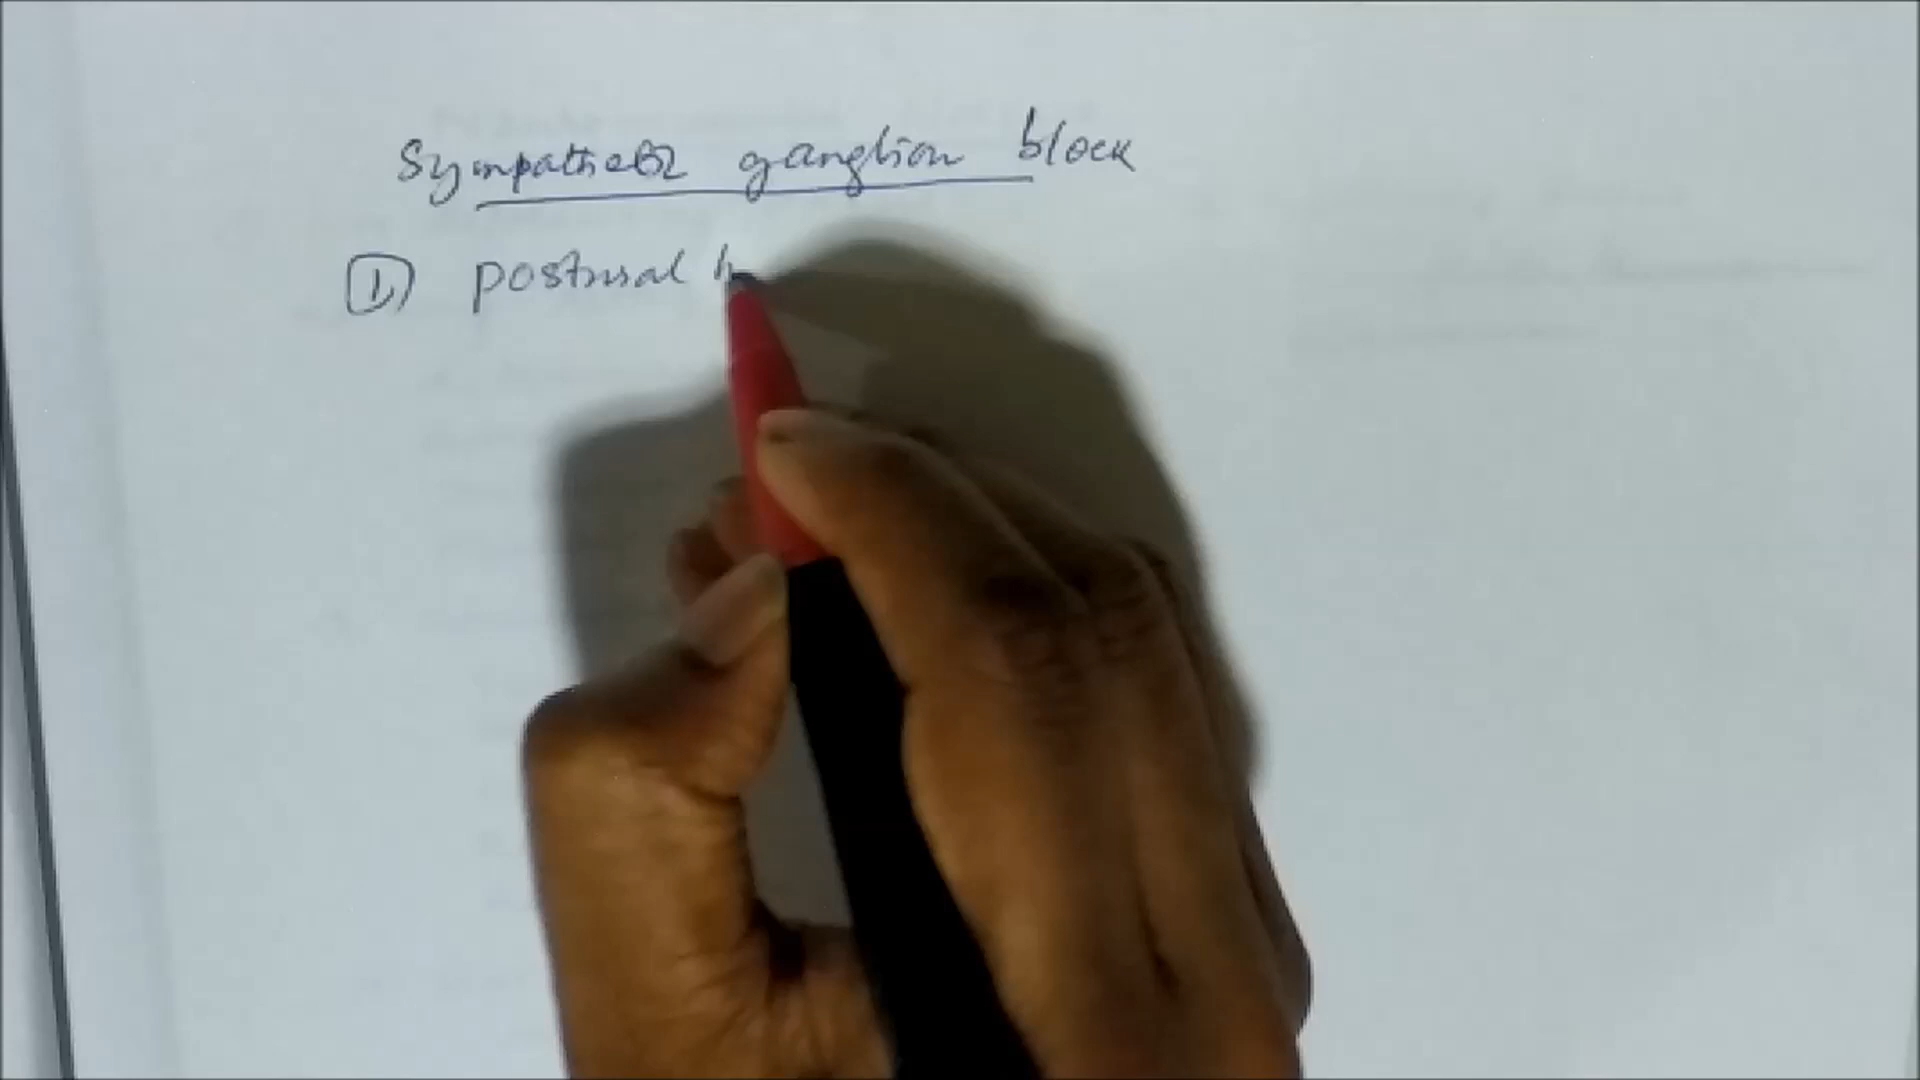 Sympathetic ganglion block
① postural h